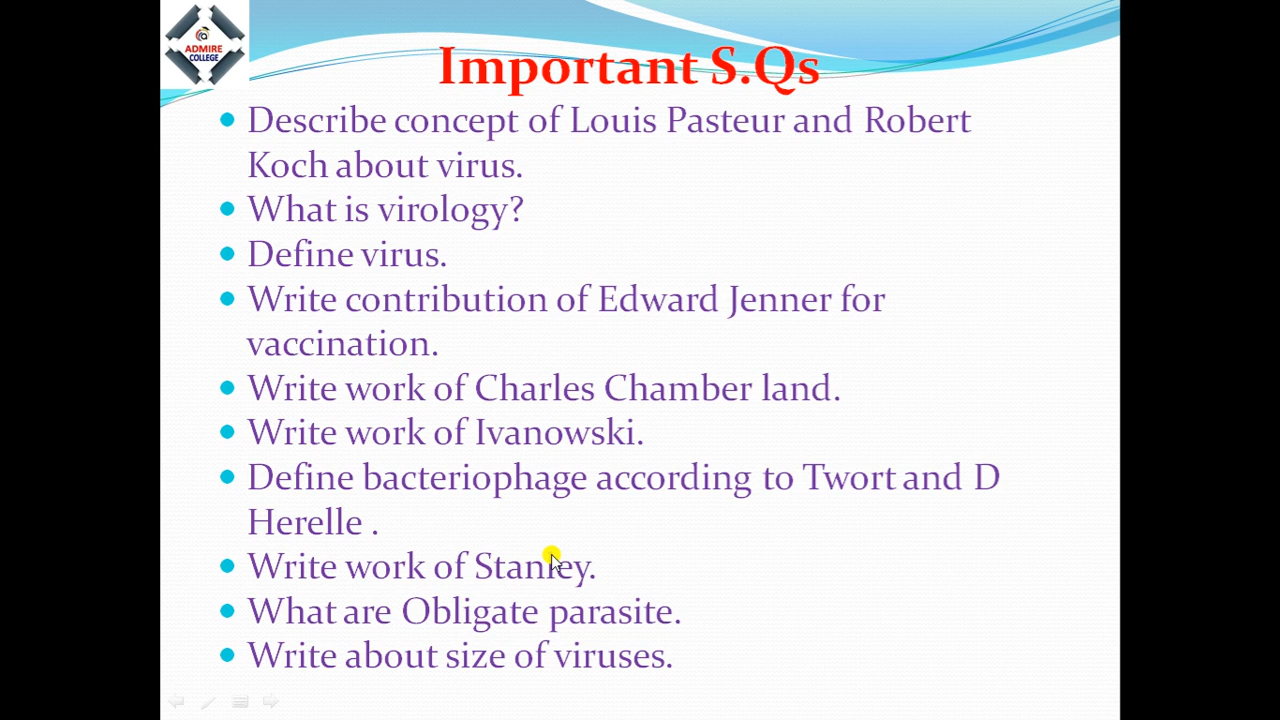 ADMIRE
COLLEGE
Important S.Qs
Describe concept of Louis Pasteur and Robert
Koch about virus.
What is virology?
Define virus.
Write contribution of Edward Jenner for
vaccination.
Write work of Charles Chamber land.
Write work of Ivanowski.
Define bacteriophage according to Twort and D
Herelle .
Write work of Stanley.
What are Obligate parasite.
Write about size of viruses.